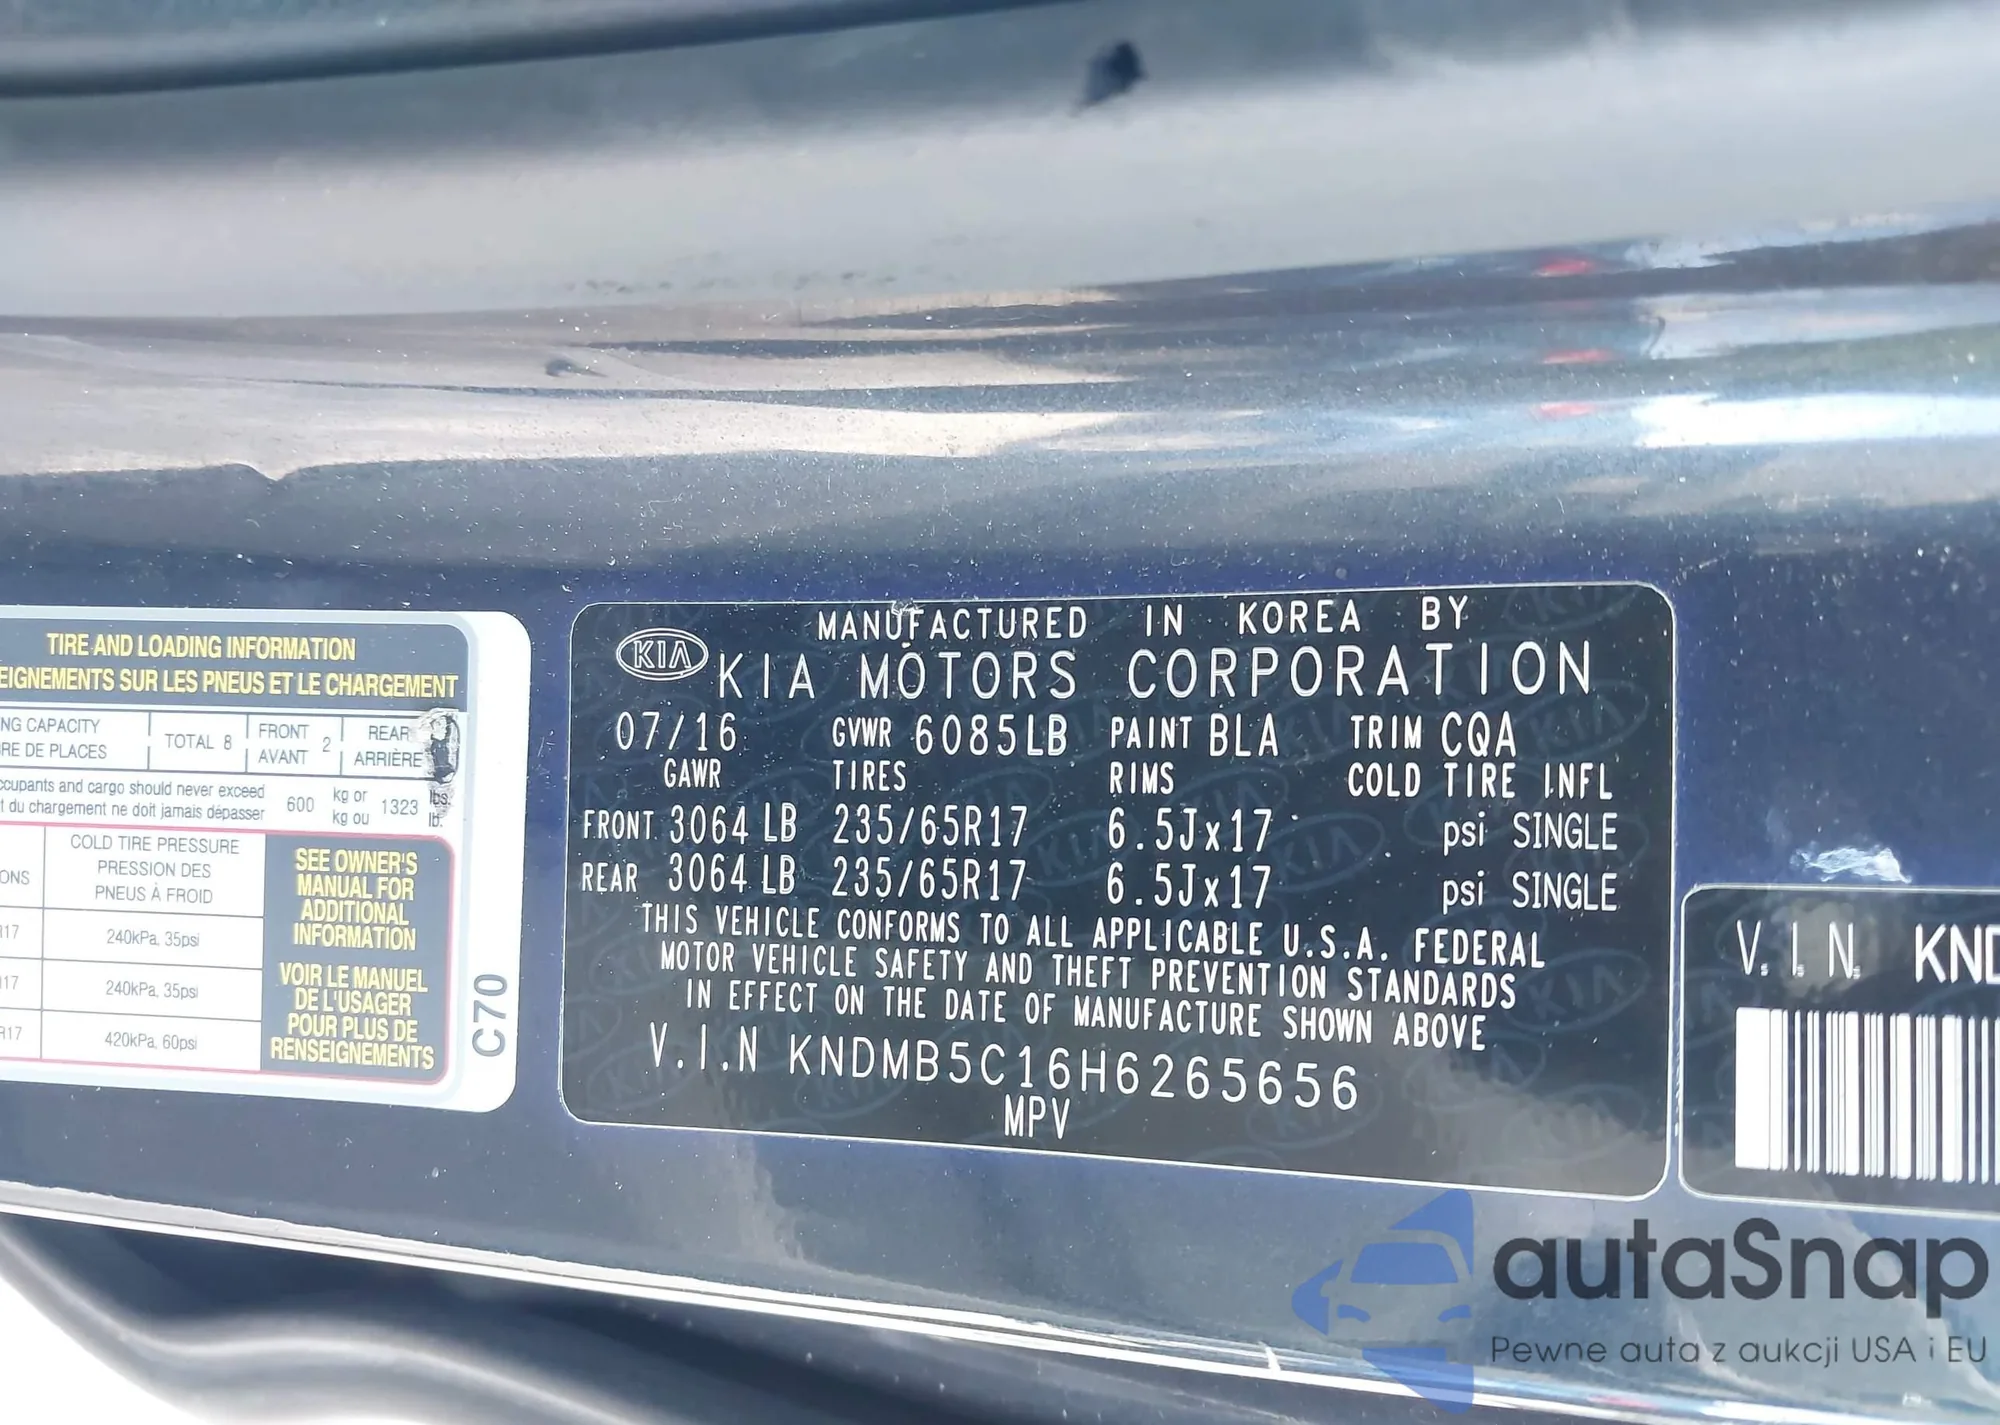 TIRE AND LOADING INFORMATION
EIGNEMENTS SUR LES PNEUS ET LE CHARGEMENT
NG CAPACITY
RE DE PLACES
TOTAL 8
FRONT
AVANT
2
REAR
ARRIÈRE
ccupants and cargo should never exceed
t du chargement ne doit jamais dépasser
600
kg or
kg ou
1323
lbs.
lb.
ONS
COLD TIRE PRESSURE
PRESSION DES
PNEUS À FROID
R17
240kPa, 35psi
R17
240kPa, 35psi
R17
420kPa, 60psi
SEE OWNER'S
MANUAL FOR
ADDITIONAL
INFORMATION
VOIR LE MANUEL
DE L'USAGER
POUR PLUS DE
RENSEIGNEMENTS
C70
MANUFACTURED IN KOREA BY
KIA KIA MOTORS CORPORATION
07/16 GVWR 6085LB PAINT BLA TRIM CQA
GAWR TIRES RIMS COLD TIRE INFL
FRONT 3064 LB 235/65R17 6.5Jx17 psi SINGLE
REAR 3064 LB 235/65R17 6.5Jx17 psi SINGLE
THIS VEHICLE CONFORMS TO ALL APPLICABLE U.S.A. FEDERAL
MOTOR VEHICLE SAFETY AND THEFT PREVENTION STANDARDS
IN EFFECT ON THE DATE OF MANUFACTURE SHOWN ABOVE
V.I.N KNDMB5C16H6265656
MPV
V.I.N. KND
autaSnap
Pewne auta z aukcji USA i EU